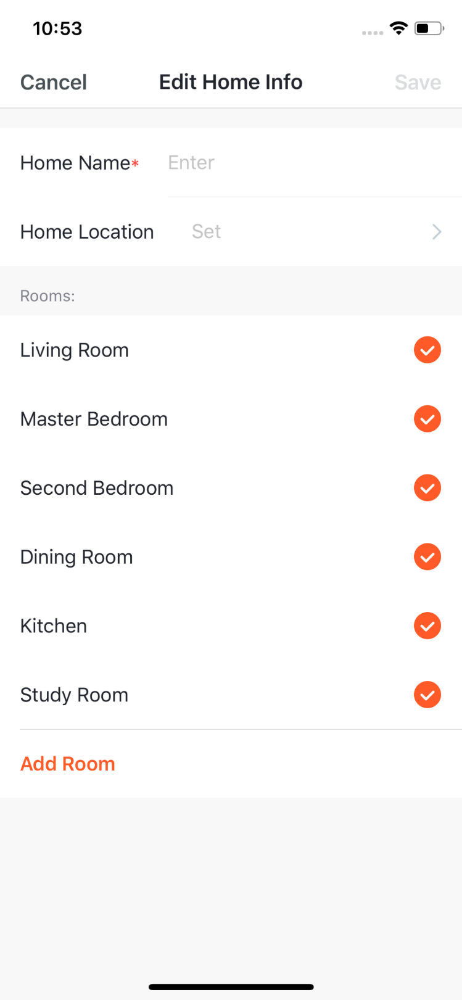 10:53
Cancel Edit Home Info Save
Home Name* Enter
Home Location Set
Rooms:
Living Room
Master Bedroom
Second Bedroom
Dining Room
Kitchen
Study Room
Add Room